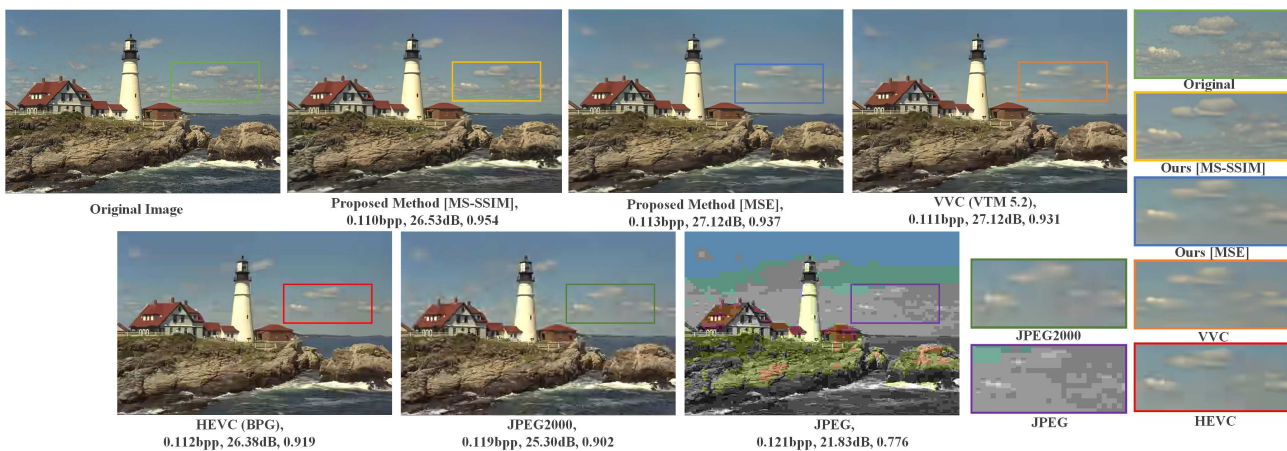 Original Image
Proposed Method [MS-SSIM],
0.110bpp, 26.53dB, 0.954
Proposed Method [MSE],
0.113bpp, 27.12dB, 0.937
VVC (VTM 5.2),
0.111bpp, 27.12dB, 0.931
Original
Ours [MS-SSIM]
Ours [MSE]
HEVC (BPG),
0.112bpp, 26.38dB, 0.919
JPEG2000,
0.119bpp, 25.30dB, 0.902
JPEG,
0.121bpp, 21.83dB, 0.776
JPEG2000
VVC
JPEG
HEVC